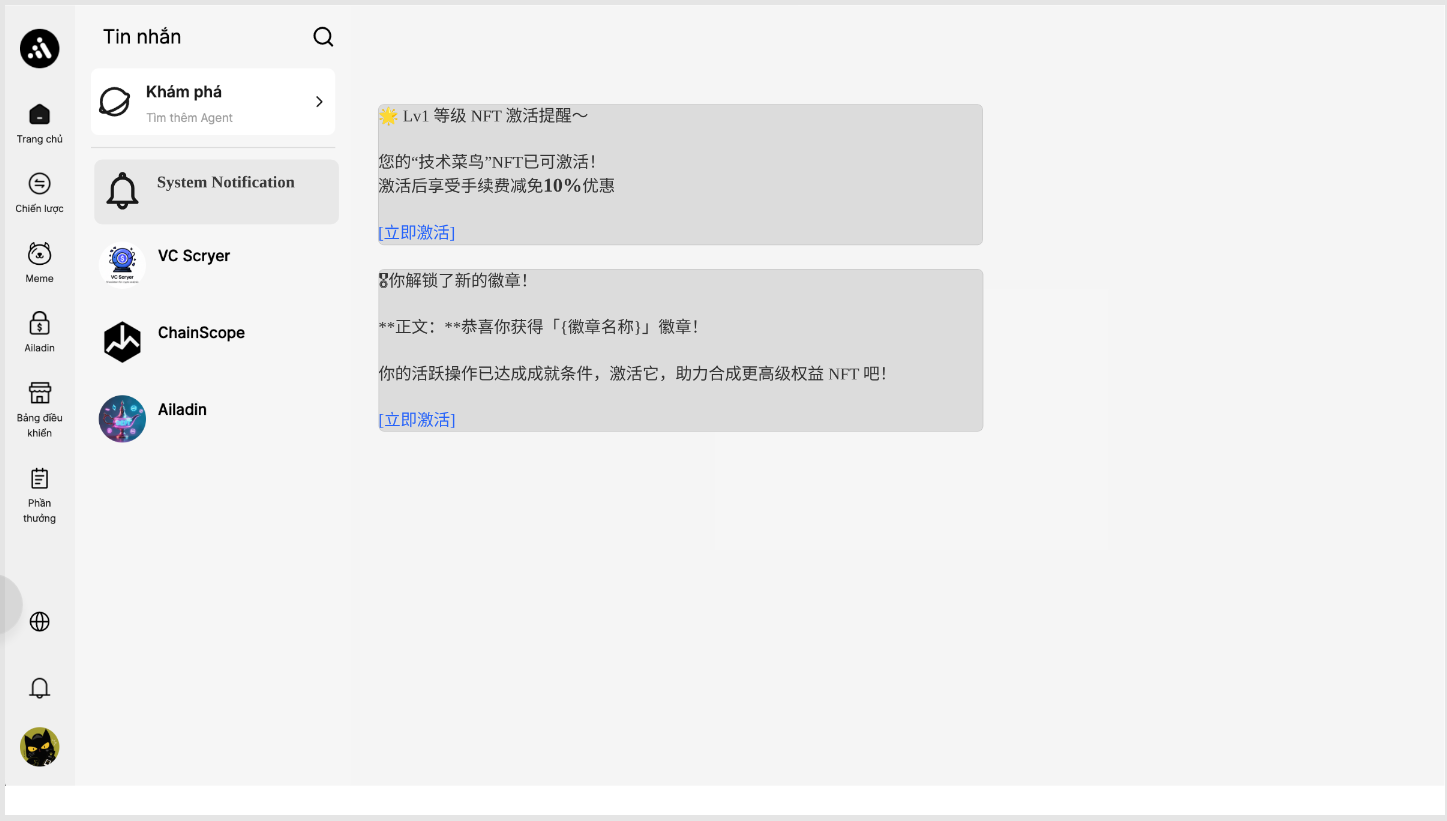 Tin nhắn
Khám phá
Tìm thêm Agent
Trang chủ
Chiến lược
Meme
Ailadin
Bảng điều
khiển
Phần
thưởng
System Notification
VC Scryer
VC Scryer
ChainScope
Ailadin
🌟 Lv1 等级 NFT 激活提醒～
您的“技术菜鸟”NFT已可激活！
激活后享受手续费减免10%优惠
[立即激活]
🎖你解锁了新的徽章！
**正文：**恭喜你获得「{徽章名称}」徽章！
你的活跃操作已达成成就条件，激活它，助力合成更高级权益 NFT 吧！
[立即激活]